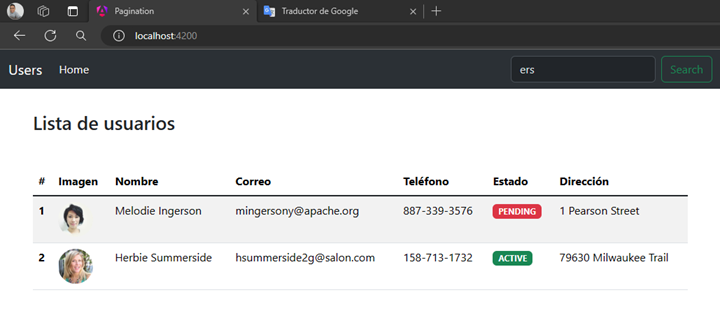 Pagination
Traductor de Google
localhost:4200
Users Home ers Search
Lista de usuarios
# Imagen Nombre Correo Teléfono Estado Dirección
1 Melodie Ingerson mingersony@apache.org 887-339-3576 PENDING 1 Pearson Street
2 Herbie Summerside hsummerside2g@salon.com 158-713-1732 ACTIVE 79630 Milwaukee Trail